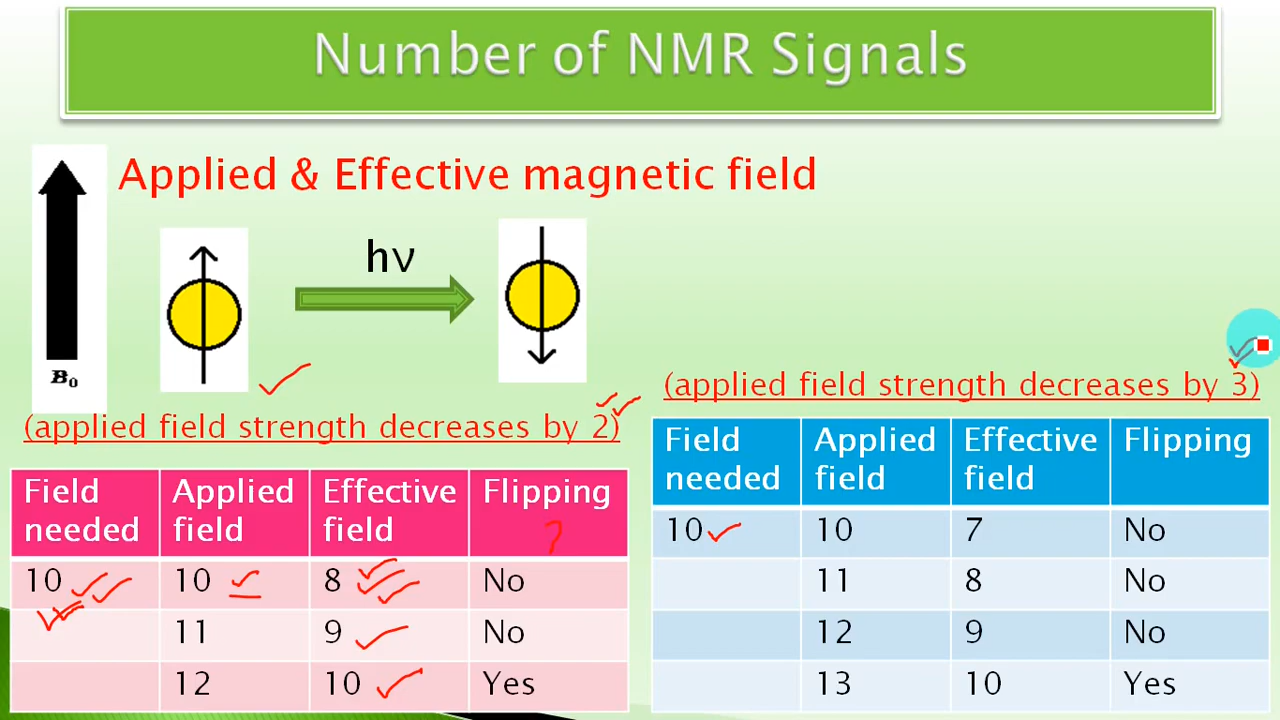 Number of NMR Signals
Applied & Effective magnetic field
hν
B₀
(applied field strength decreases by 2)
Field needed Applied field Effective field Flipping
?
10 10 8 No
11 9 No
12 10 Yes
(applied field strength decreases by 3)
Field needed Applied field Effective field Flipping
10 10 7 No
11 8 No
12 9 No
13 10 Yes